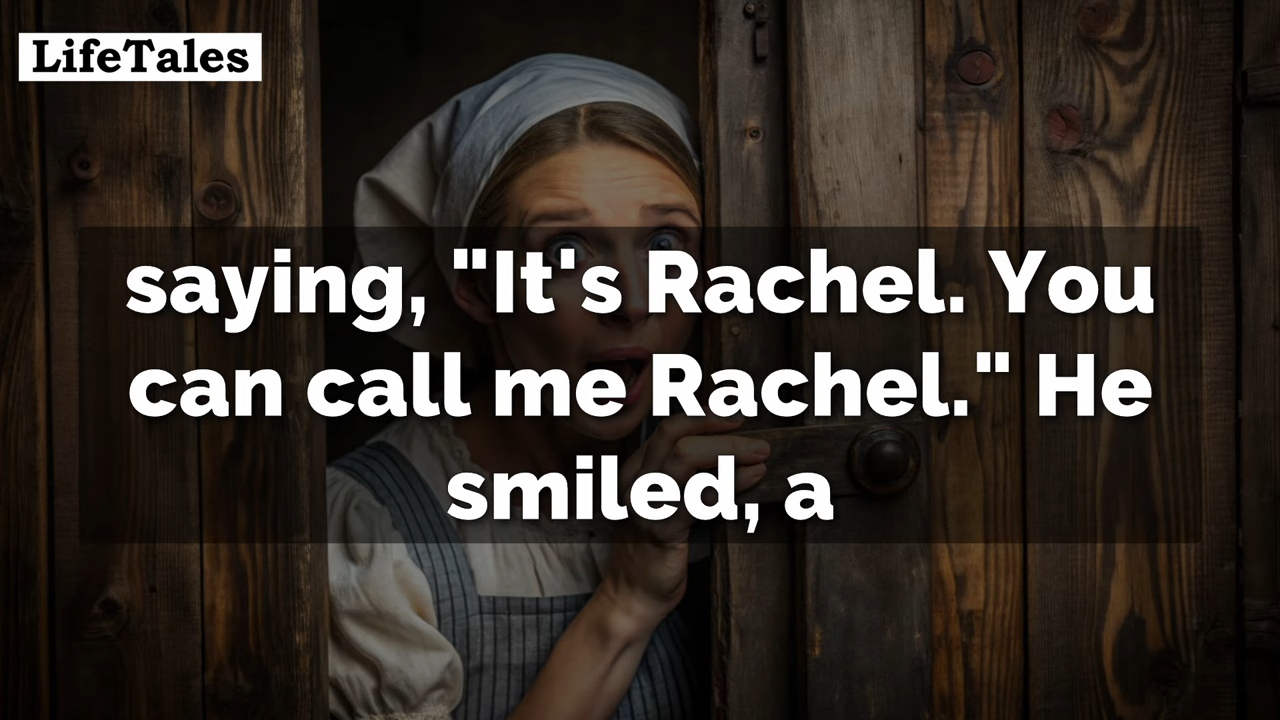 LifeTales
saying, "It's Rachel. You
can call me Rachel." He
smiled, a